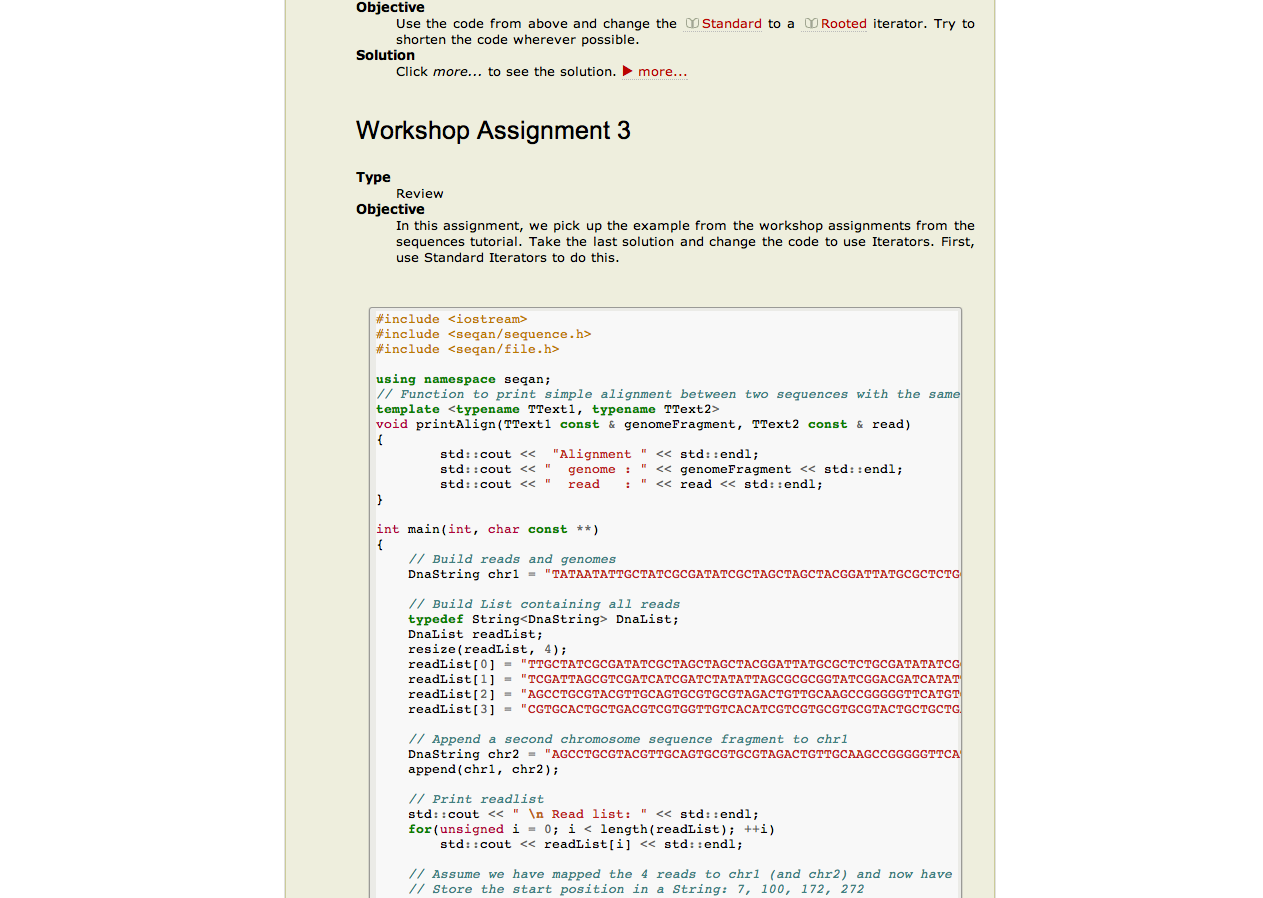 Objective
Use the code from above and change the Standard to a Rooted iterator. Try to
shorten the code wherever possible.
Solution
Click more... to see the solution. more...
Workshop Assignment 3
Type
Review
Objective
In this assignment, we pick up the example from the workshop assignments from the
sequences tutorial. Take the last solution and change the code to use Iterators. First,
use Standard Iterators to do this.
#include <iostream>
#include <seqan/sequence.h>
#include <seqan/file.h>
using namespace seqan;
// Function to print simple alignment between two sequences with the same
template <typename TText1, typename TText2>
void printAlign(TText1 const & genomeFragment, TText2 const & read)
{
        std::cout <<  "Alignment " << std::endl;
        std::cout << "  genome : " << genomeFragment << std::endl;
        std::cout << "  read   : " << read << std::endl;
}
int main(int, char const **)
{
    // Build reads and genomes
    DnaString chr1 = "TATAATATTGCTATCGCGATATCGCTAGCTAGCTACGGATTATGCGCTCTG
    // Build List containing all reads
    typedef String<DnaString> DnaList;
    DnaList readList;
    resize(readList, 4);
    readList[0] = "TTGCTATCGCGATATCGCTAGCTAGCTACGGATTATGCGCTCTGCGATATATCG
    readList[1] = "TCGATTAGCGTCGATCATCGATCTATATTAGCGCGCGGTATCGGACGATCATAT
    readList[2] = "AGCCTGCGTACGTTGCAGTGCGTGCGTAGACTGTTGCAAGCCGGGGGTTCATGT
    readList[3] = "CGTGCACTGCTGACGTCGTGGTTGTCACATCGTCGTGCGTGCGTACTGCTGCTG
    // Append a second chromosome sequence fragment to chr1
    DnaString chr2 = "AGCCTGCGTACGTTGCAGTGCGTGCGTAGACTGTTGCAAGCCGGGGGTTCA
    append(chr1, chr2);
    // Print readlist
    std::cout << " \n Read list: " << std::endl;
    for(unsigned i = 0; i < length(readList); ++i)
        std::cout << readList[i] << std::endl;
    // Assume we have mapped the 4 reads to chr1 (and chr2) and now have
    // Store the start position in a String: 7, 100, 172, 272